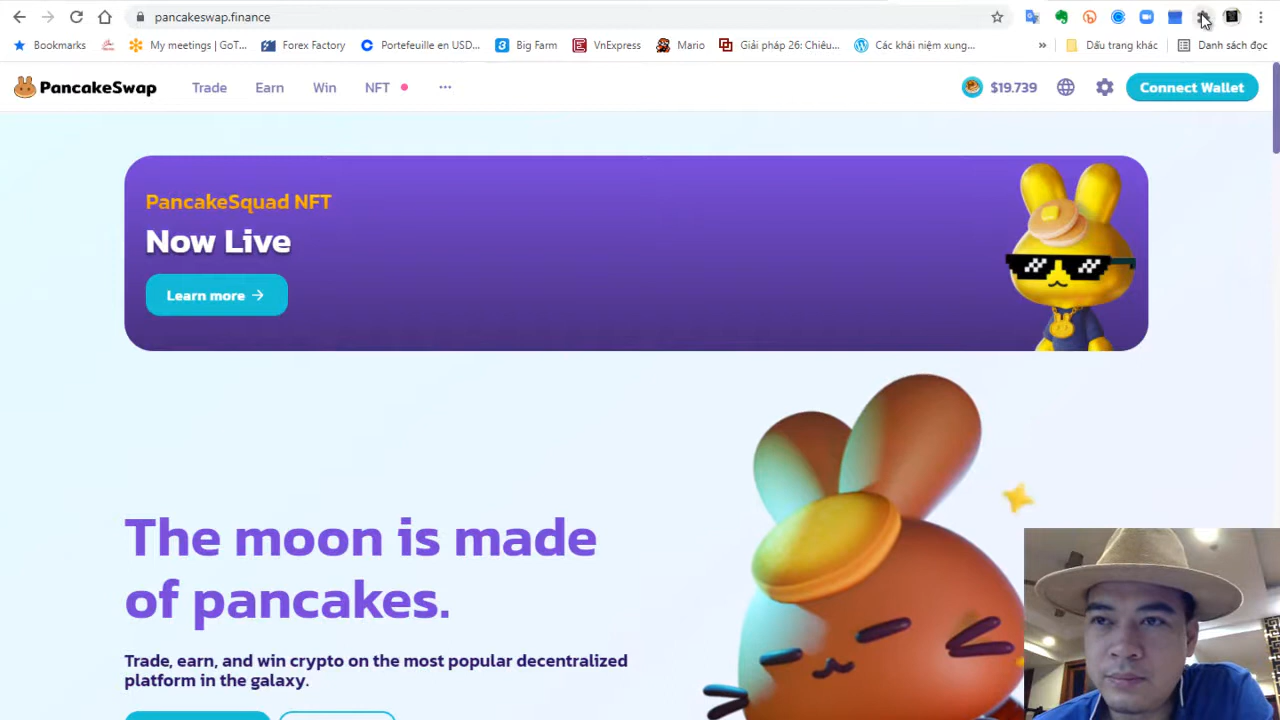 pancakeswap.finance
Bookmarks
My meetings | GoT...
Forex Factory
Portefeuille en USD...
Big Farm
VnExpress
Mario
Giải pháp 26: Chiêu...
Các khái niệm xung...
»
Dấu trang khác
Danh sách đọc
PancakeSwap
Trade
Earn
Win
NFT
$19.739
Connect Wallet
PancakeSquad NFT
Now Live
Learn more →
The moon is made
of pancakes.
Trade, earn, and win crypto on the most popular decentralized
platform in the galaxy.